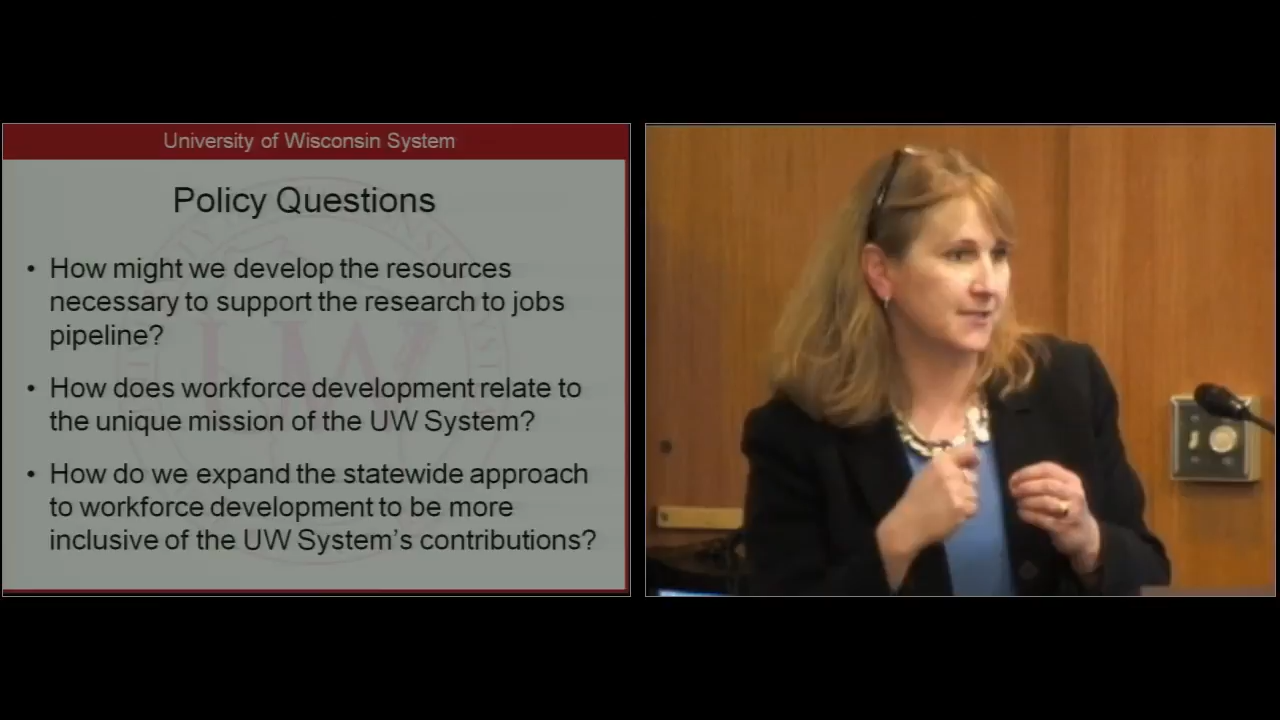 University of Wisconsin System
Policy Questions
• How might we develop the resources
necessary to support the research to jobs
pipeline?
• How does workforce development relate to
the unique mission of the UW System?
• How do we expand the statewide approach
to workforce development to be more
inclusive of the UW System's contributions?